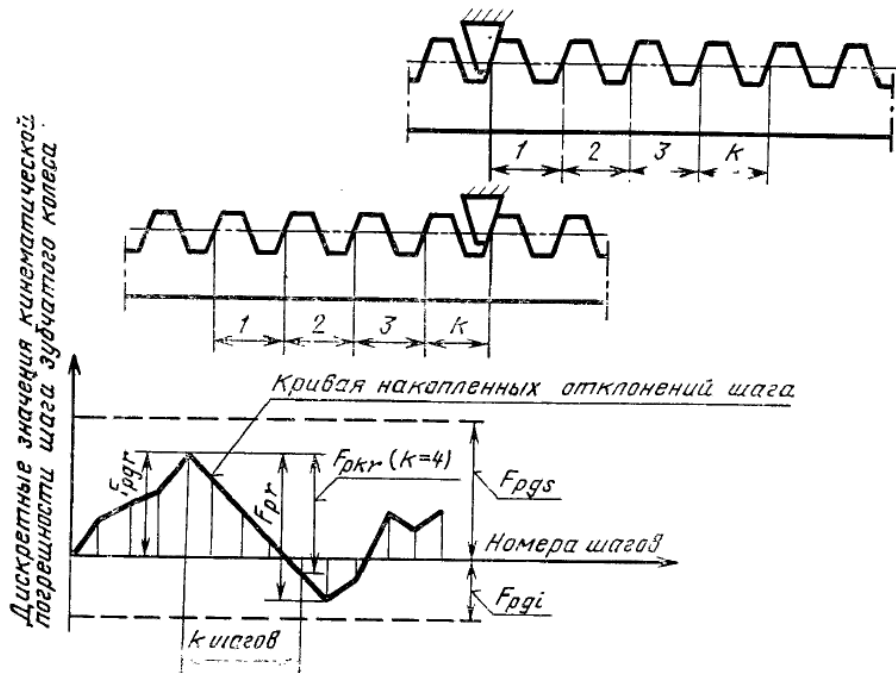 1 2 3 К
1 2 3 К
Дискретные значения кинематической
погрешности шага зубчатого колеса
Кривая накопленных отклонений шага
Fpgr
Fpr
Fpkr (k=4)
Fpgs
Номера шагов
Fpgi
k шагов